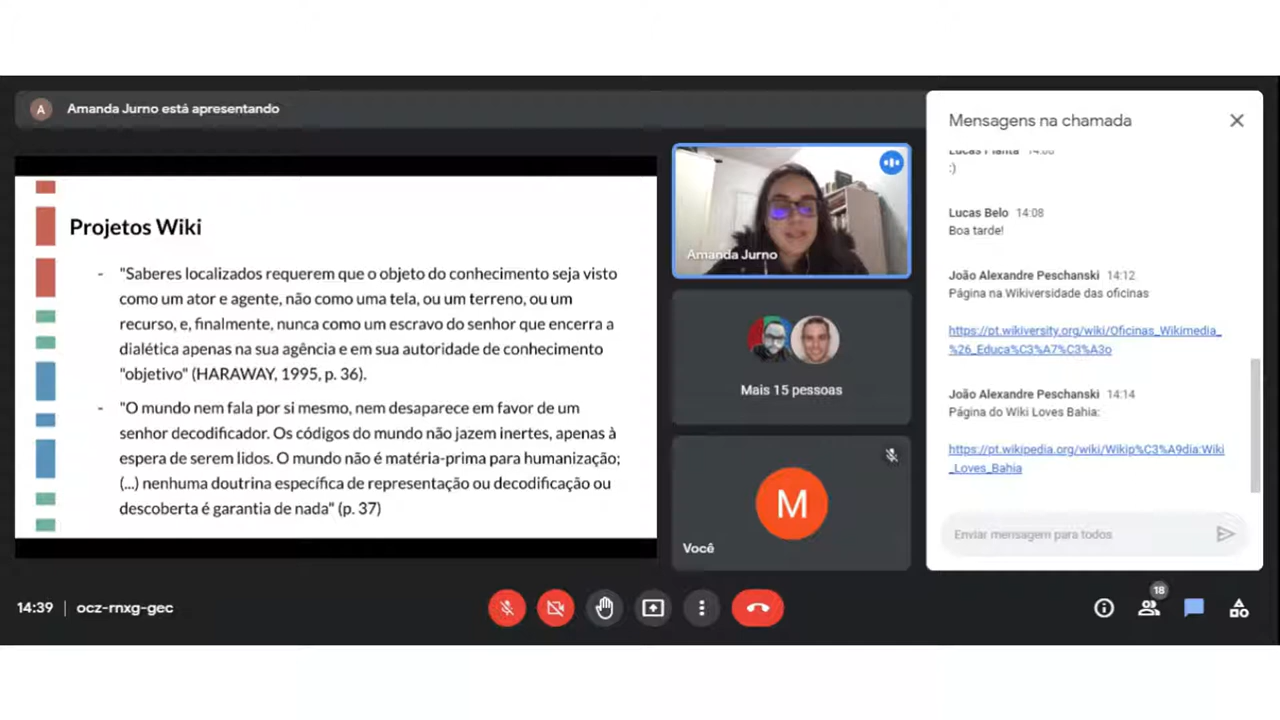 A
Amanda Jurno está apresentando
Projetos Wiki
- "Saberes localizados requerem que o objeto do conhecimento seja visto
como um ator e agente, não como uma tela, ou um terreno, ou um
recurso, e, finalmente, nunca como um escravo do senhor que encerra a
dialética apenas na sua agência e em sua autoridade de conhecimento
"objetivo" (HARAWAY, 1995, p. 36).
- "O mundo nem fala por si mesmo, nem desaparece em favor de um
senhor decodificador. Os códigos do mundo não jazem inertes, apenas à
espera de serem lidos. O mundo não é matéria-prima para humanização;
(...) nenhuma doutrina específica de representação ou decodificação ou
descoberta é garantia de nada" (p. 37)
Amanda Jurno
Mais 15 pessoas
M
Você
Mensagens na chamada
Lucas
:)
Lucas Belo 14:08
Boa tarde!
João Alexandre Peschanski 14:12
Página na Wikiversidade das oficinas
https://pt.wikiversity.org/wiki/Oficinas_Wikimedia_
%26_Educa%C3%A7%C3%A3o
João Alexandre Peschanski 14:14
Página do Wiki Loves Bahia:
https://pt.wikipedia.org/wiki/Wikip%C3%A9dia:Wiki
_Loves_Bahia
Enviar mensagem para todos
14:39 | ocz-rnxg-gec
18